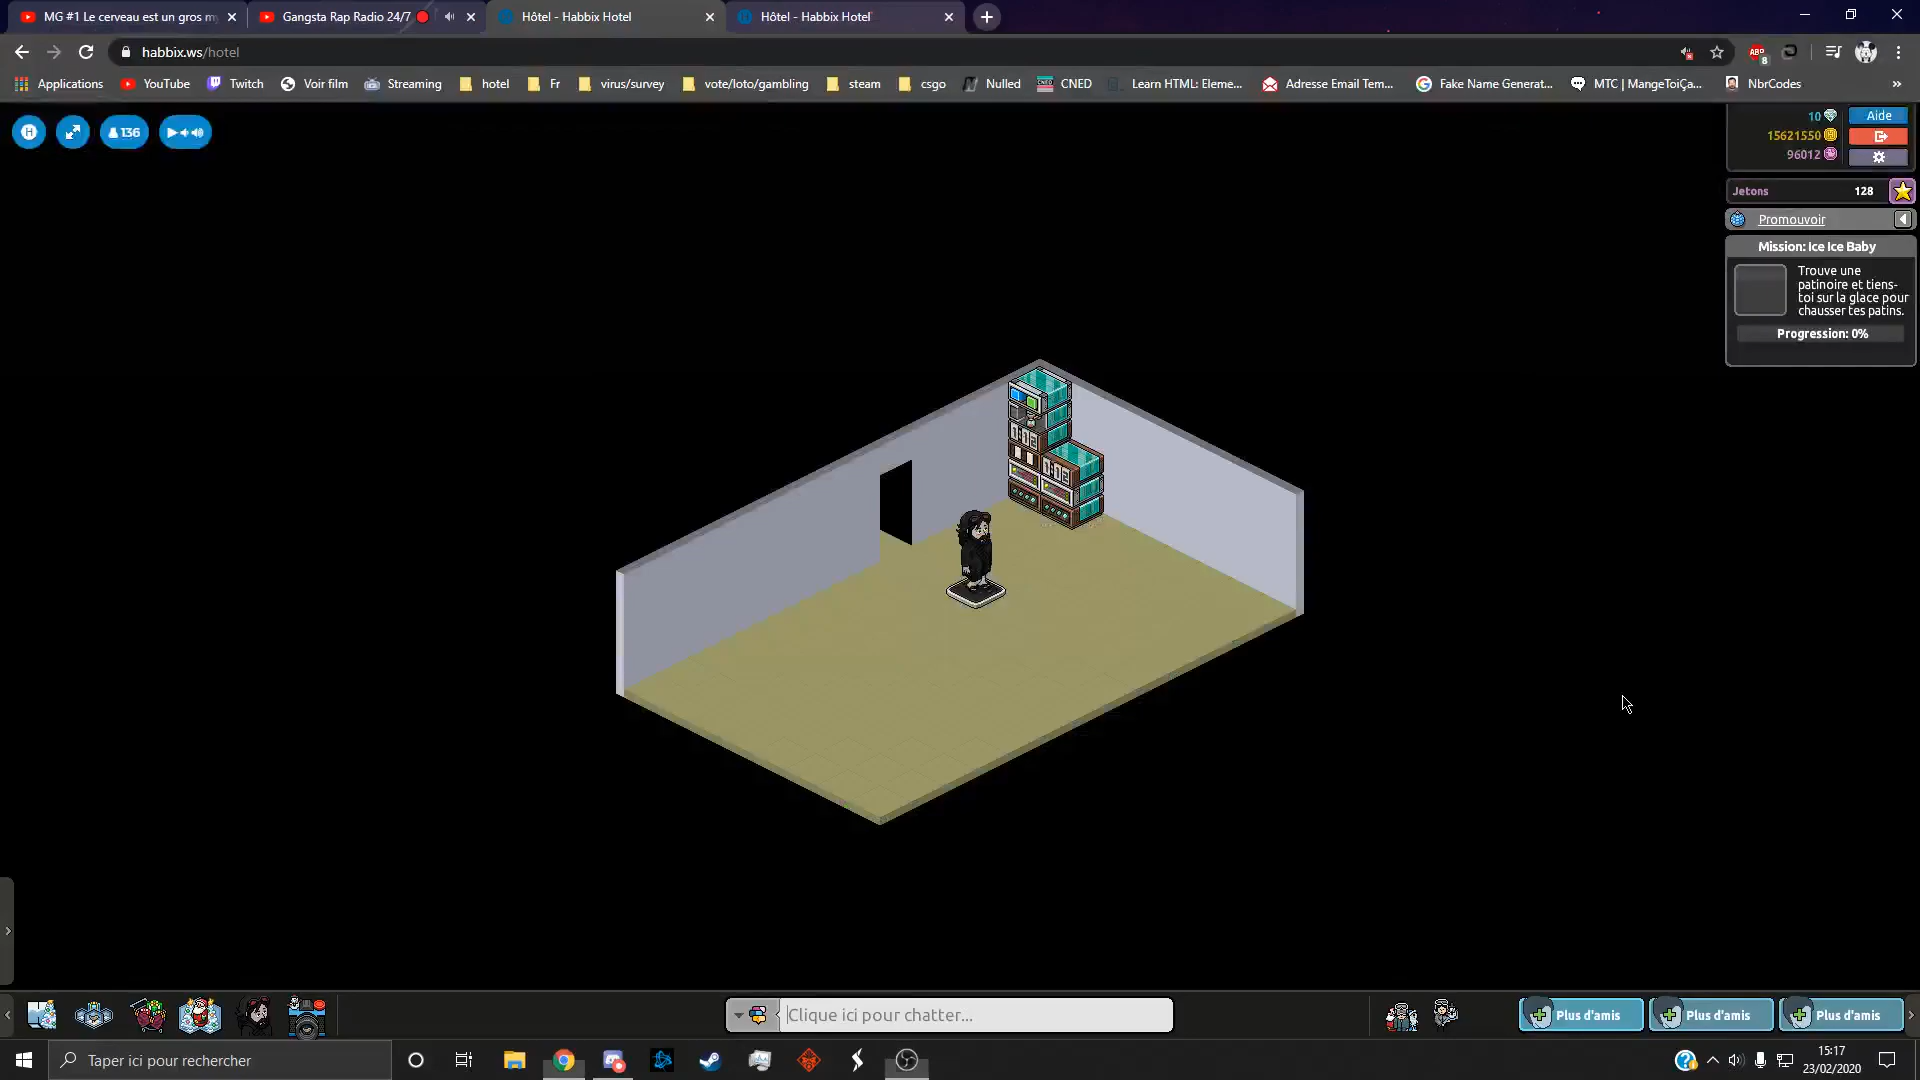 MG #1 Le cerveau est un gros my
Gangsta Rap Radio 24/7
Hôtel - Habbix Hotel
Hôtel - Habbix Hotel
habbix.ws/hotel
ABP
8
Applications
YouTube
Twitch
Voir film
Streaming
hotel
Fr
virus/survey
vote/loto/gambling
steam
csgo
Nulled
CNED
Learn HTML: Eleme...
Adresse Email Tem...
Fake Name Generat...
MTC | MangeToiÇa...
NbrCodes
»
H
136
10
Aide
15621550
96012
Jetons
128
Promouvoir
Mission: Ice Ice Baby
Trouve une
patinoire et tiens-
toi sur la glace pour
chausser tes patins.
Progression: 0%
Clique ici pour chatter...
Plus d'amis
Plus d'amis
Plus d'amis
Taper ici pour rechercher
15:17
23/02/2020